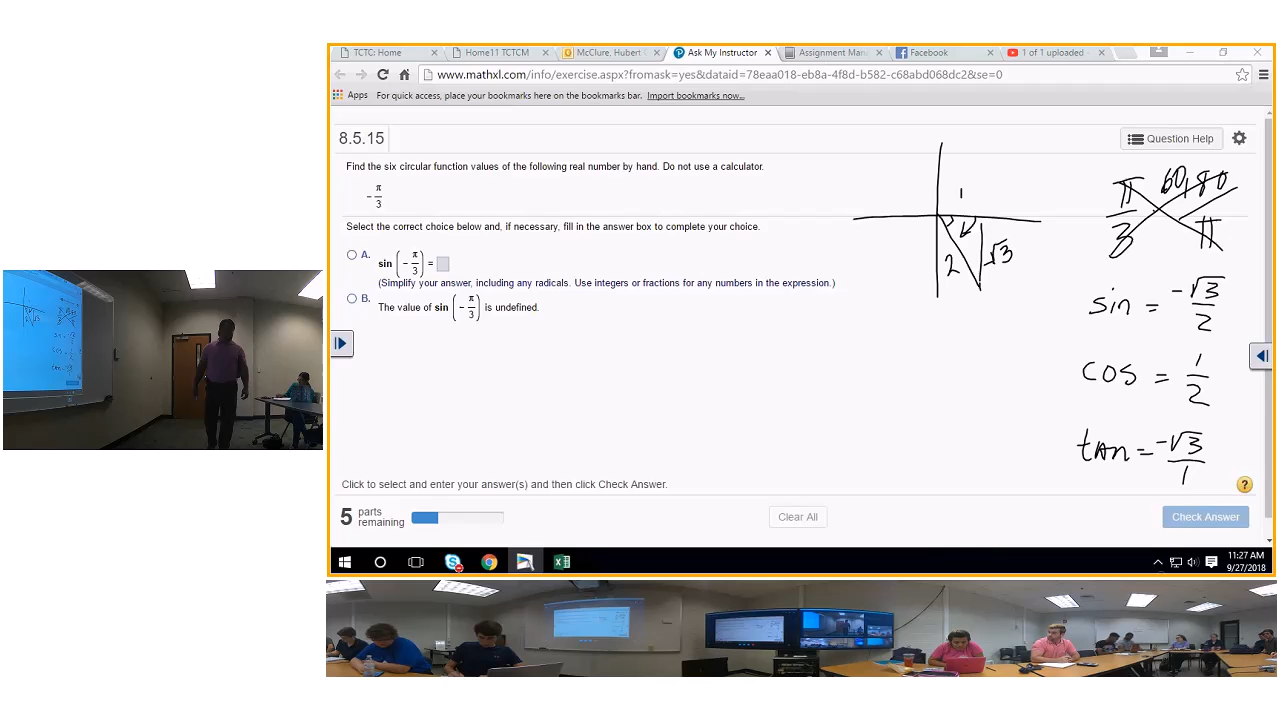 TCTC: Home
Home11 TCTCM
McClure, Hubert C
Ask My Instructor
Assignment Man
Facebook
1 of 1 uploaded -
www.mathxl.com/info/exercise.aspx?fromask=yes&dataid=78eaa018-eb8a-4f8d-b582-c68abd068dc2&se=0
Apps For quick access, place your bookmarks here on the bookmarks bar. Import bookmarks now...
8.5.15
Question Help
Find the six circular function values of the following real number by hand. Do not use a calculator.
-π/3
Select the correct choice below and, if necessary, fill in the answer box to complete your choice.
A. sin(-π/3) =
(Simplify your answer, including any radicals. Use integers or fractions for any numbers in the expression.)
B. The value of sin(-π/3) is undefined.
1
2
√3
π/3
60
180
π
sin = -√3/2
cos = 1/2
tAn = -√3/1
Click to select and enter your answer(s) and then click Check Answer.
?
5 parts remaining
Clear All
Check Answer
11:27 AM
9/27/2018